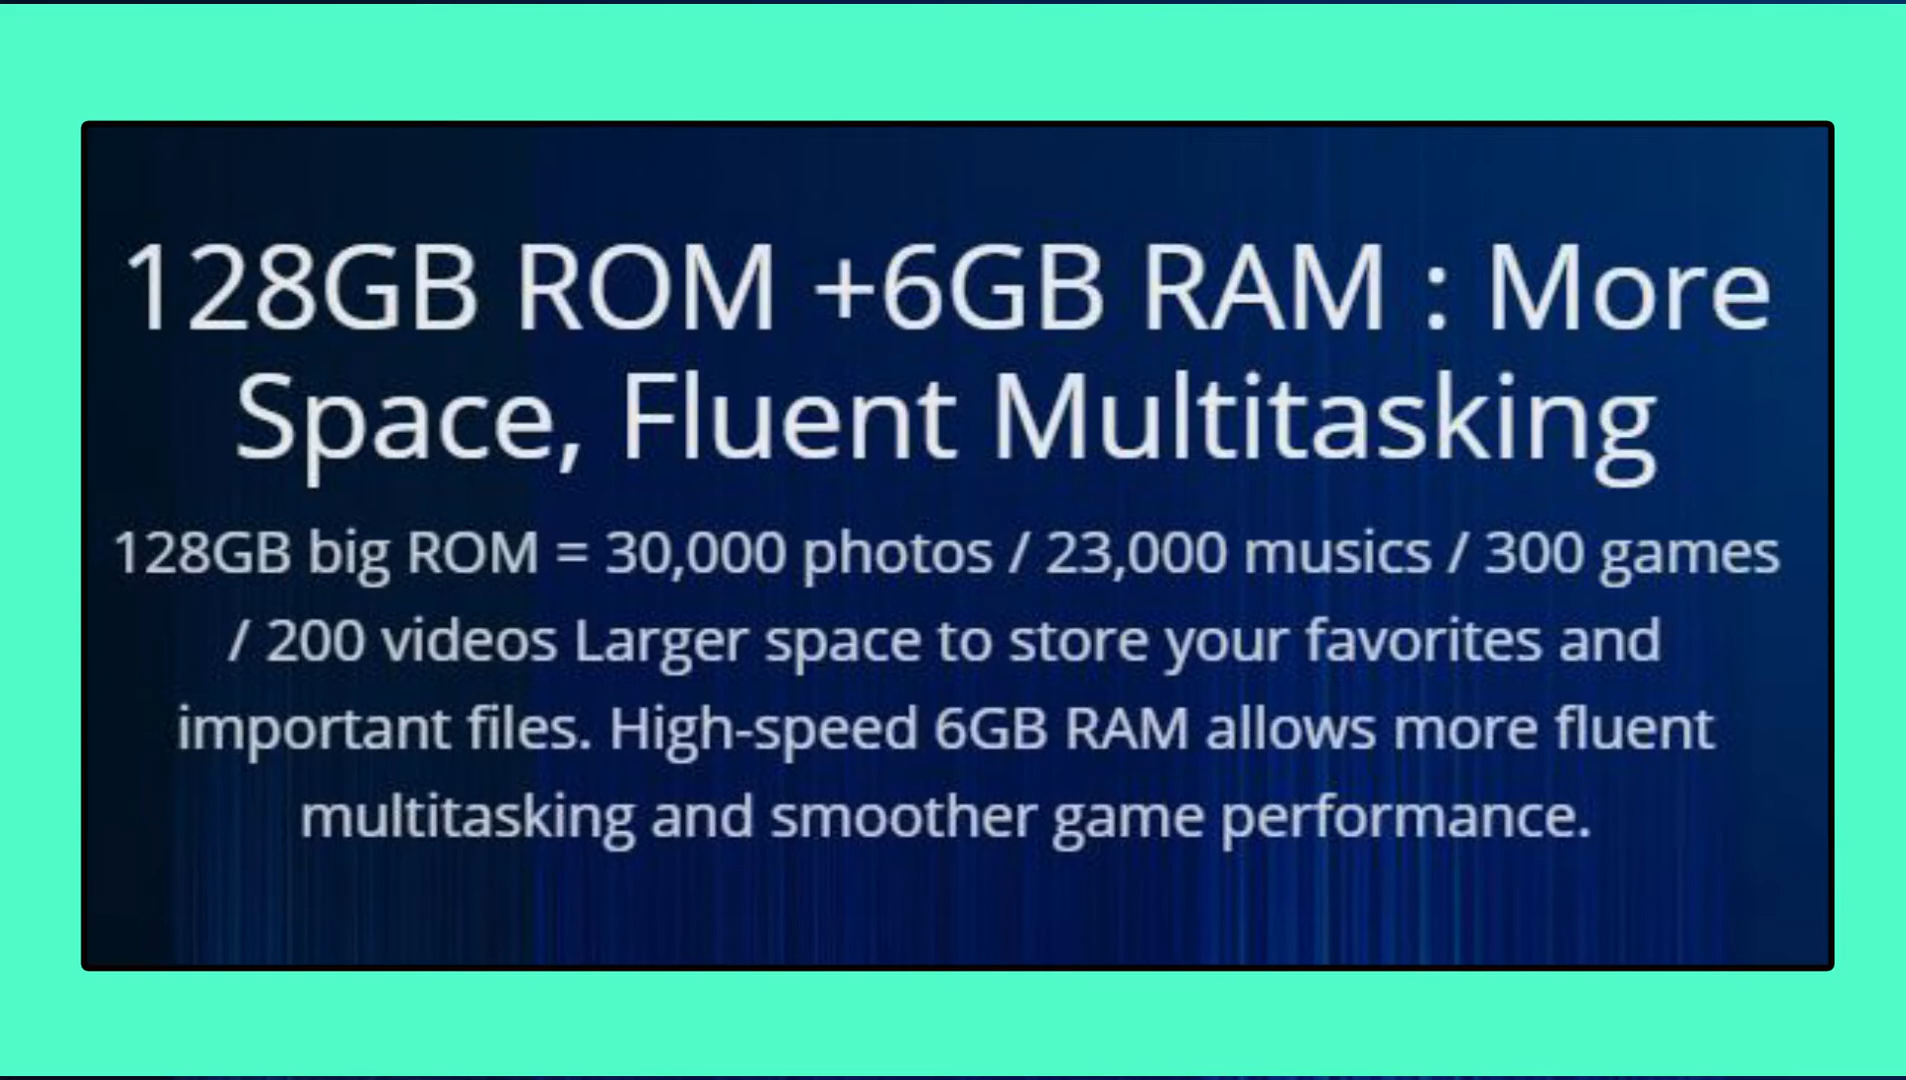 128GB ROM +6GB RAM : More
Space, Fluent Multitasking
128GB big ROM = 30,000 photos / 23,000 musics / 300 games
/ 200 videos Larger space to store your favorites and
important files. High-speed 6GB RAM allows more fluent
multitasking and smoother game performance.